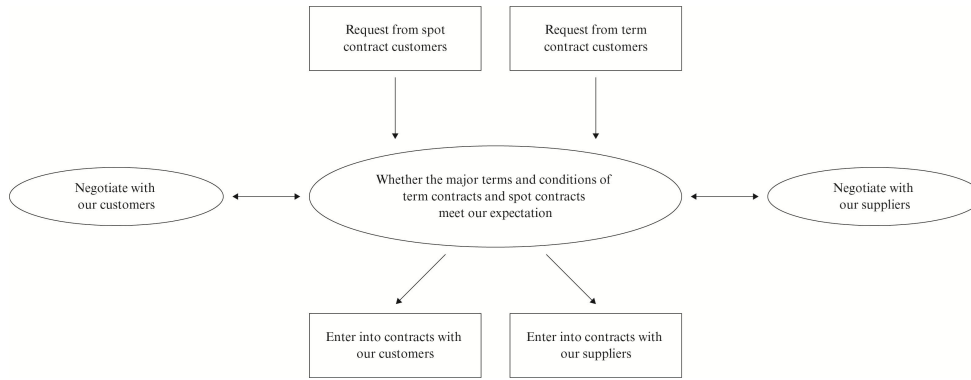 Request from spot
contract customers
Request from term
contract customers
Negotiate with
our customers
Whether the major terms and conditions of
term contracts and spot contracts
meet our expectation
Negotiate with
our suppliers
Enter into contracts with
our customers
Enter into contracts with
our suppliers